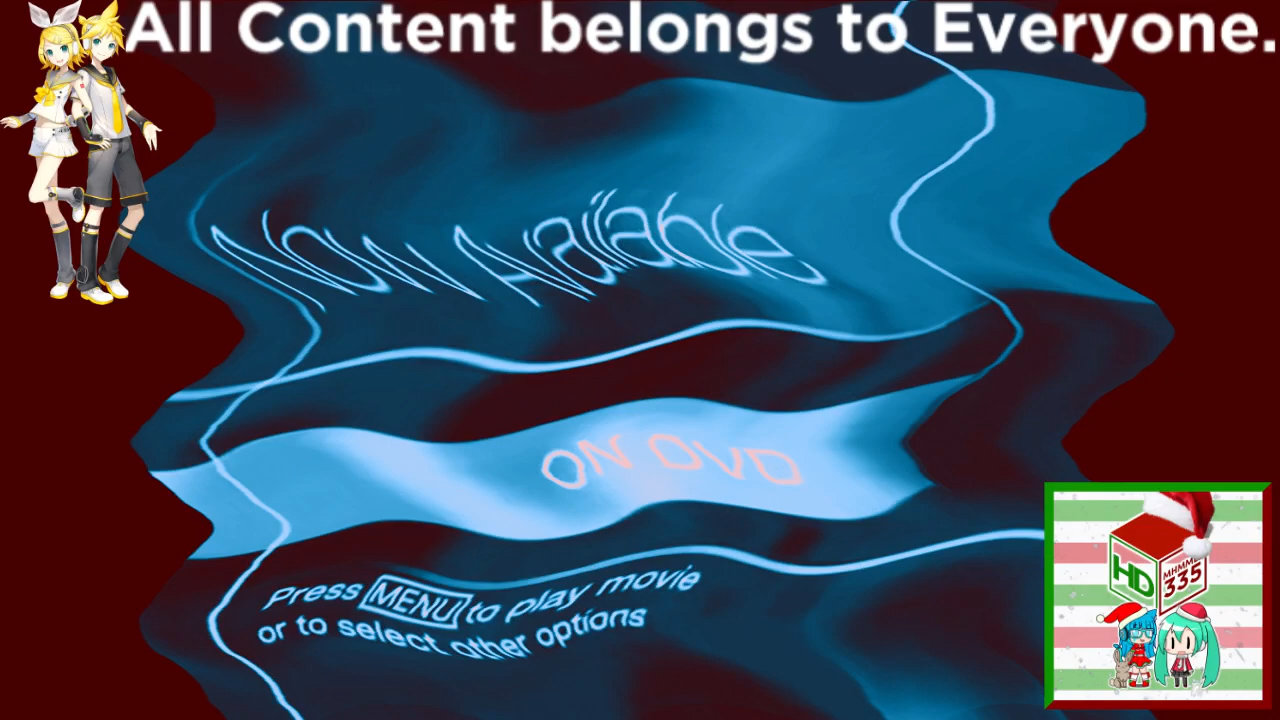 All Content belongs to Everyone.
Now Available
ON DVD
Press MENU to play movie
or to select other options
HD
MHMM
335